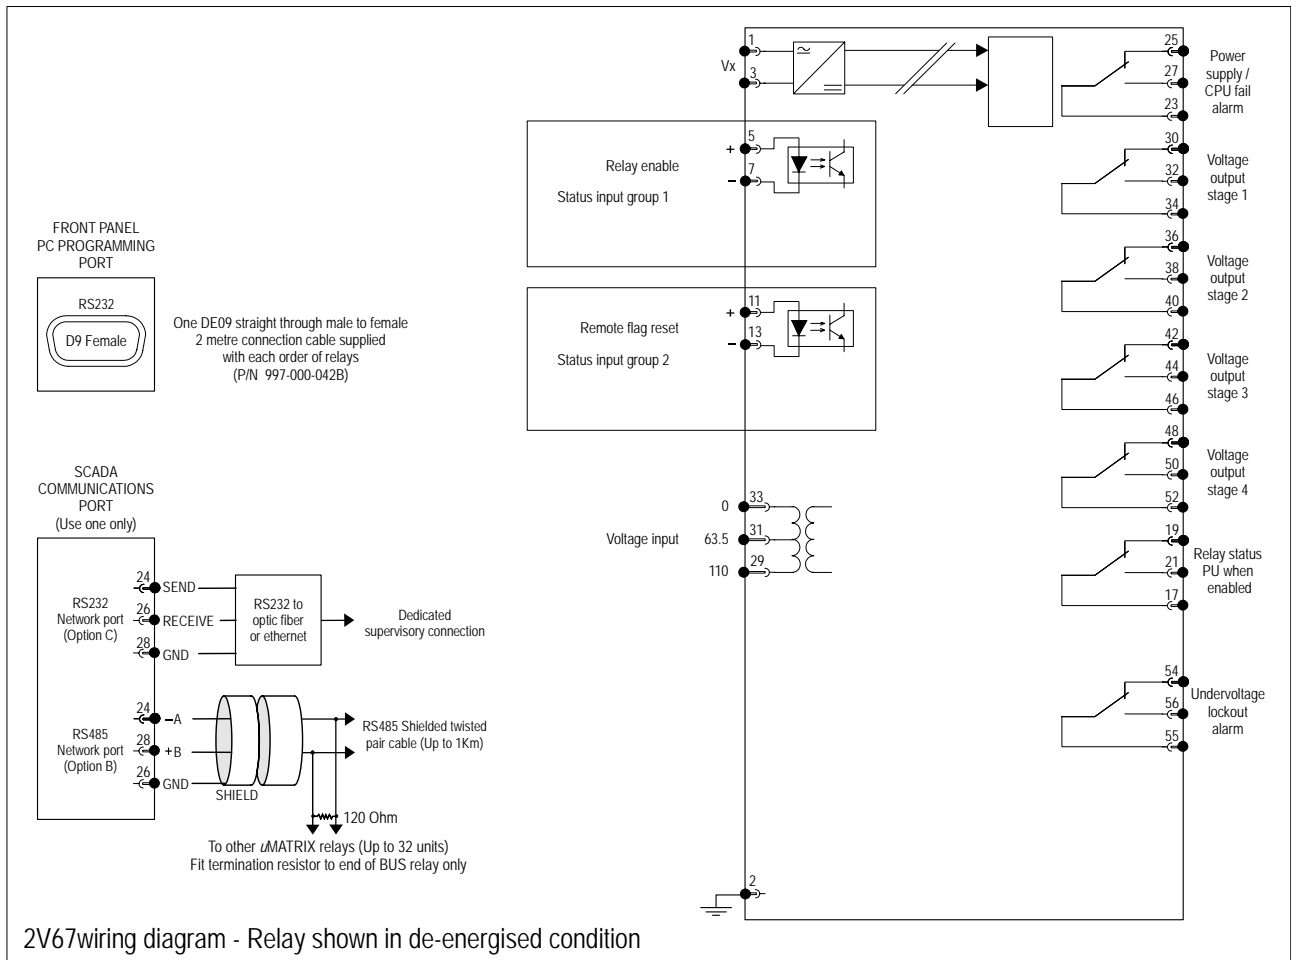 FRONT PANEL
PC PROGRAMMING
PORT
RS232
D9 Female
One DE09 straight through male to female
2 metre connection cable supplied
with each order of relays
(P/N 997-000-042B)
SCADA
COMMUNICATIONS
PORT
(Use one only)
RS232
Network port
(Option C)
24
SEND
26
RECEIVE
28
GND
RS232 to
optic fiber
or ethernet
Dedicated
supervisory connection
RS485
Network port
(Option B)
24
–A
28
+B
26
GND
SHIELD
RS485 Shielded twisted
pair cable (Up to 1Km)
120 Ohm
To other uMATRIX relays (Up to 32 units)
Fit termination resistor to end of BUS relay only
Vx
1
3
Relay enable
Status input group 1
+
5
–
7
Remote flag reset
Status input group 2
+
11
–
13
Voltage input
0
33
63.5
31
110
29
2
25
27
23
Power
supply /
CPU fail
alarm
30
32
34
Voltage
output
stage 1
36
38
40
Voltage
output
stage 2
42
44
46
Voltage
output
stage 3
48
50
52
Voltage
output
stage 4
19
21
17
Relay status
PU when
enabled
54
56
55
Undervoltage
lockout
alarm
2V67wiring diagram - Relay shown in de-energised condition